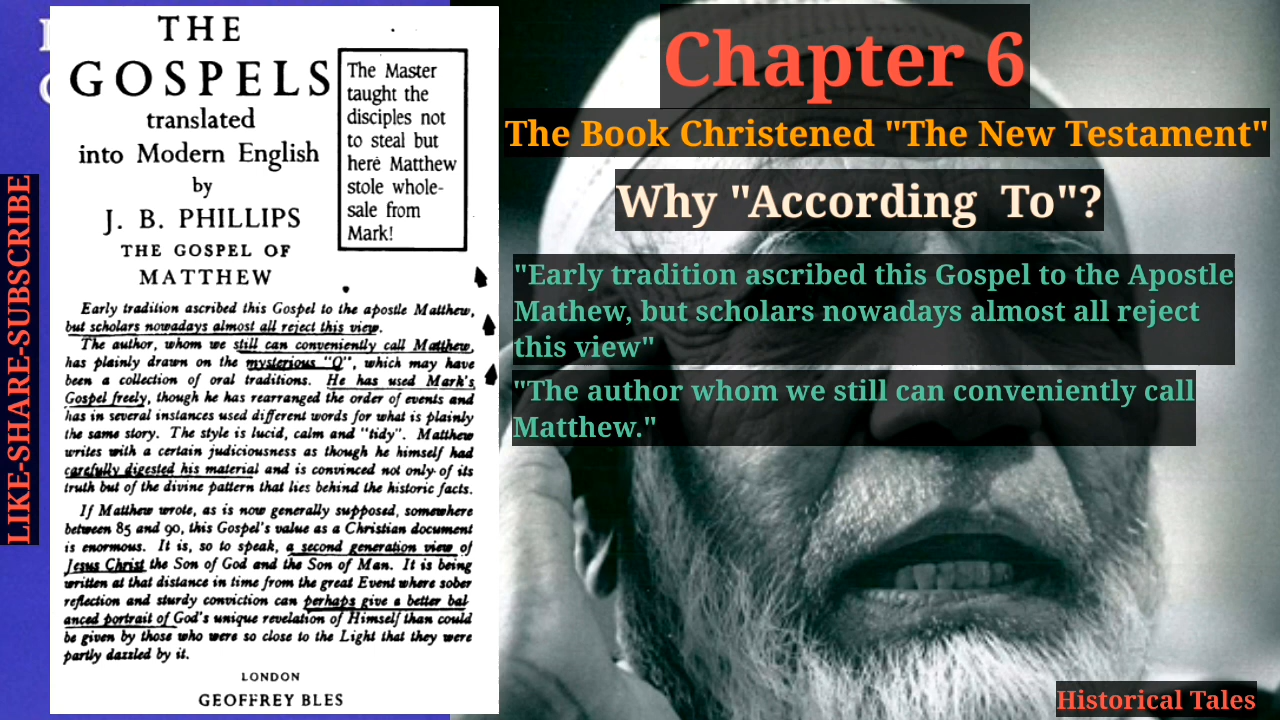 LIKE-SHARE-SUBSCRIBE
THE
GOSPELS
translated
into Modern English
by
J. B. PHILLIPS
THE GOSPEL OF
MATTHEW
The Master
taught the
disciples not
to steal but
here Matthew
stole whole-
sale from
Mark!
Early tradition ascribed this Gospel to the apostle Matthew,
but scholars nowadays almost all reject this view.
The author, whom we still can conveniently call Matthew,
has plainly drawn on the mysterious "Q", which may have
been a collection of oral traditions. He has used Mark's
Gospel freely, though he has rearranged the order of events and
has in several instances used different words for what is plainly
the same story. The style is lucid, calm and "tidy". Matthew
writes with a certain judiciousness as though he himself had
carefully digested his material and is convinced not only of its
truth but of the divine pattern that lies behind the historic facts.
If Matthew wrote, as is now generally supposed, somewhere
between 85 and 90, this Gospel's value as a Christian document
is enormous. It is, so to speak, a second generation view of
Jesus Christ the Son of God and the Son of Man. It is being
written at that distance in time from the great Event where sober
reflection and sturdy conviction can perhaps give a better bal-
anced portrait of God's unique revelation of Himself than could
be given by those who were so close to the Light that they were
partly dazzled by it.
LONDON
GEOFFREY BLES
Chapter 6
The Book Christened "The New Testament"
Why "According To"?
"Early tradition ascribed this Gospel to the Apostle
Mathew, but scholars nowadays almost all reject
this view"
"The author whom we still can conveniently call
Matthew."
Historical Tales